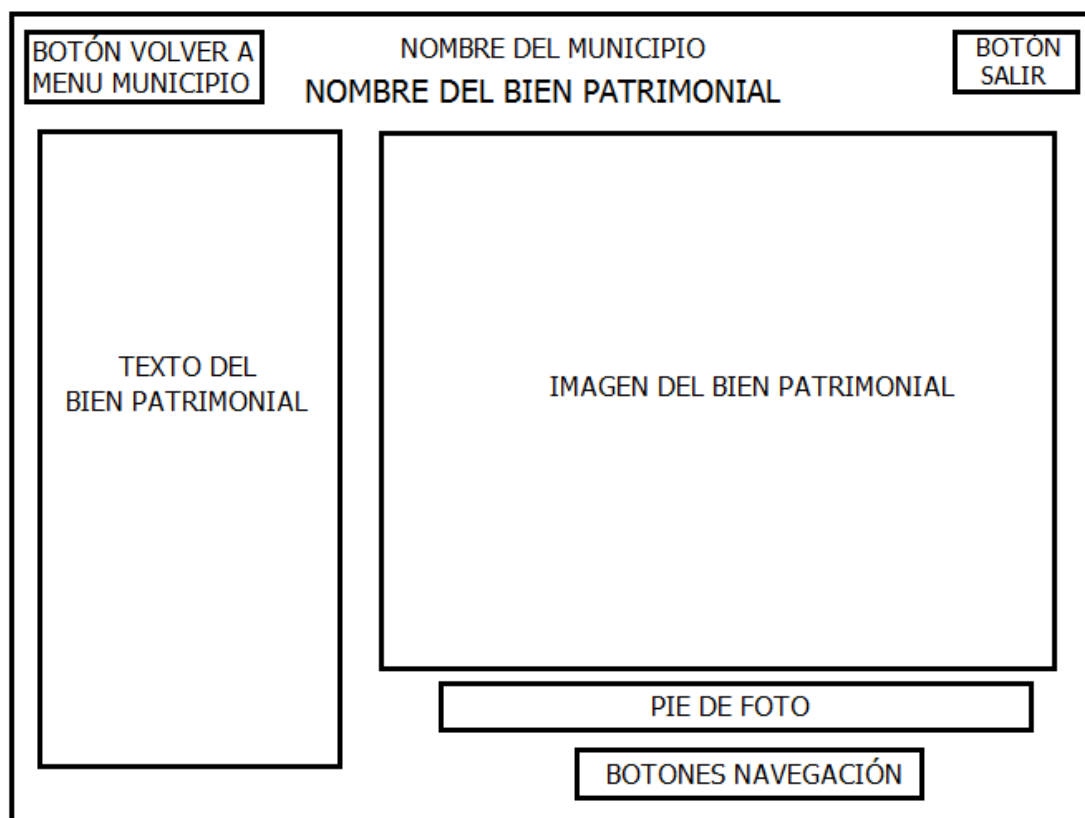 BOTÓN VOLVER A
MENU MUNICIPIO
NOMBRE DEL MUNICIPIO
NOMBRE DEL BIEN PATRIMONIAL
BOTÓN
SALIR
TEXTO DEL
BIEN PATRIMONIAL
IMAGEN DEL BIEN PATRIMONIAL
PIE DE FOTO
BOTONES NAVEGACIÓN